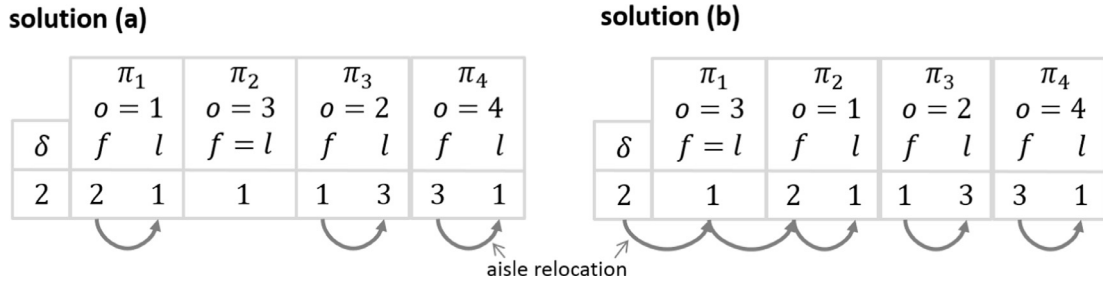 solution (a)
π₁ π₂ π₃ π₄
o = 1 o = 3 o = 2 o = 4
δ f l f = l f l f l
2 2 1 1 1 3 3 1
solution (b)
π₁ π₂ π₃ π₄
o = 3 o = 1 o = 2 o = 4
δ f = l f l f l f l
2 1 2 1 1 3 3 1
aisle relocation